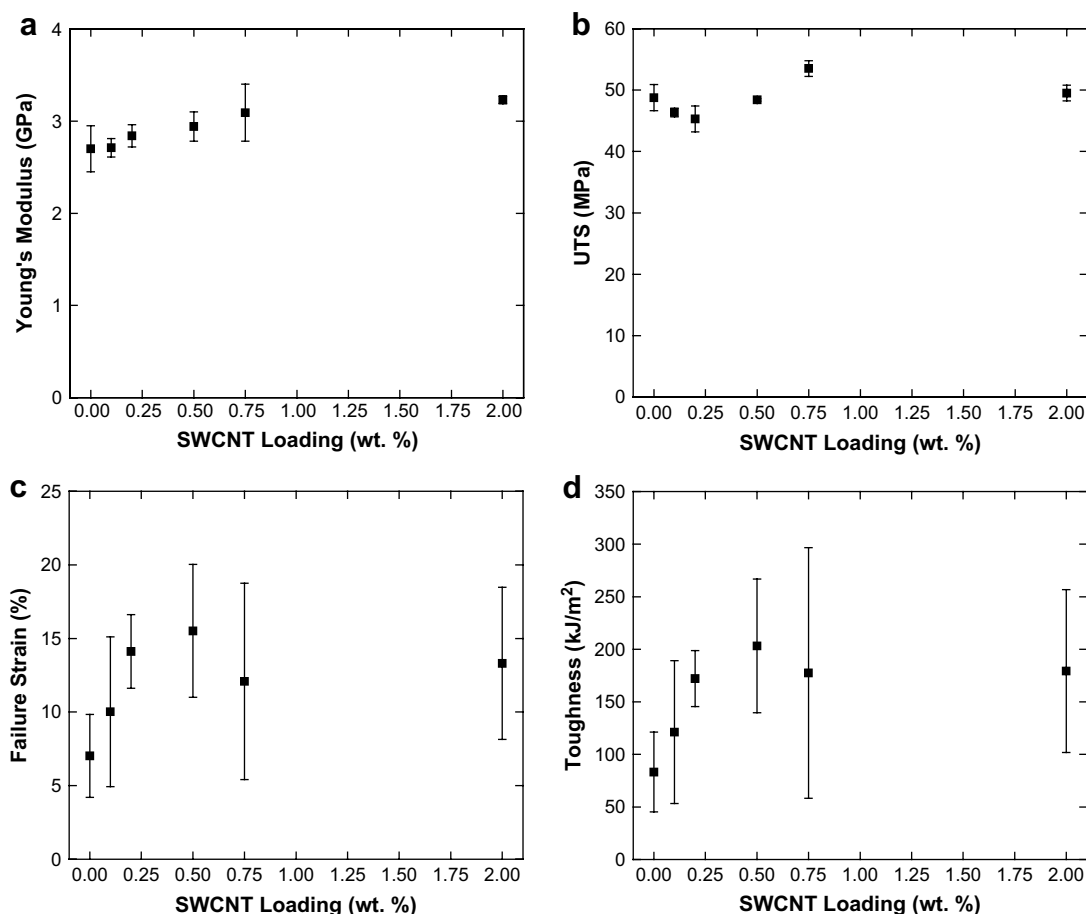 a
4
3
2
1
0
Young's Modulus (GPa)
0.00 0.25 0.50 0.75 1.00 1.25 1.50 1.75 2.00
SWCNT Loading (wt. %)
b
60
50
40
30
20
10
0
UTS (MPa)
0.00 0.25 0.50 0.75 1.00 1.25 1.50 1.75 2.00
SWCNT Loading (wt. %)
c
25
20
15
10
5
0
Failure Strain (%)
0.00 0.25 0.50 0.75 1.00 1.25 1.50 1.75 2.00
SWCNT Loading (wt. %)
d
350
300
250
200
150
100
50
0
Toughness (kJ/m²)
0.00 0.25 0.50 0.75 1.00 1.25 1.50 1.75 2.00
SWCNT Loading (wt. %)